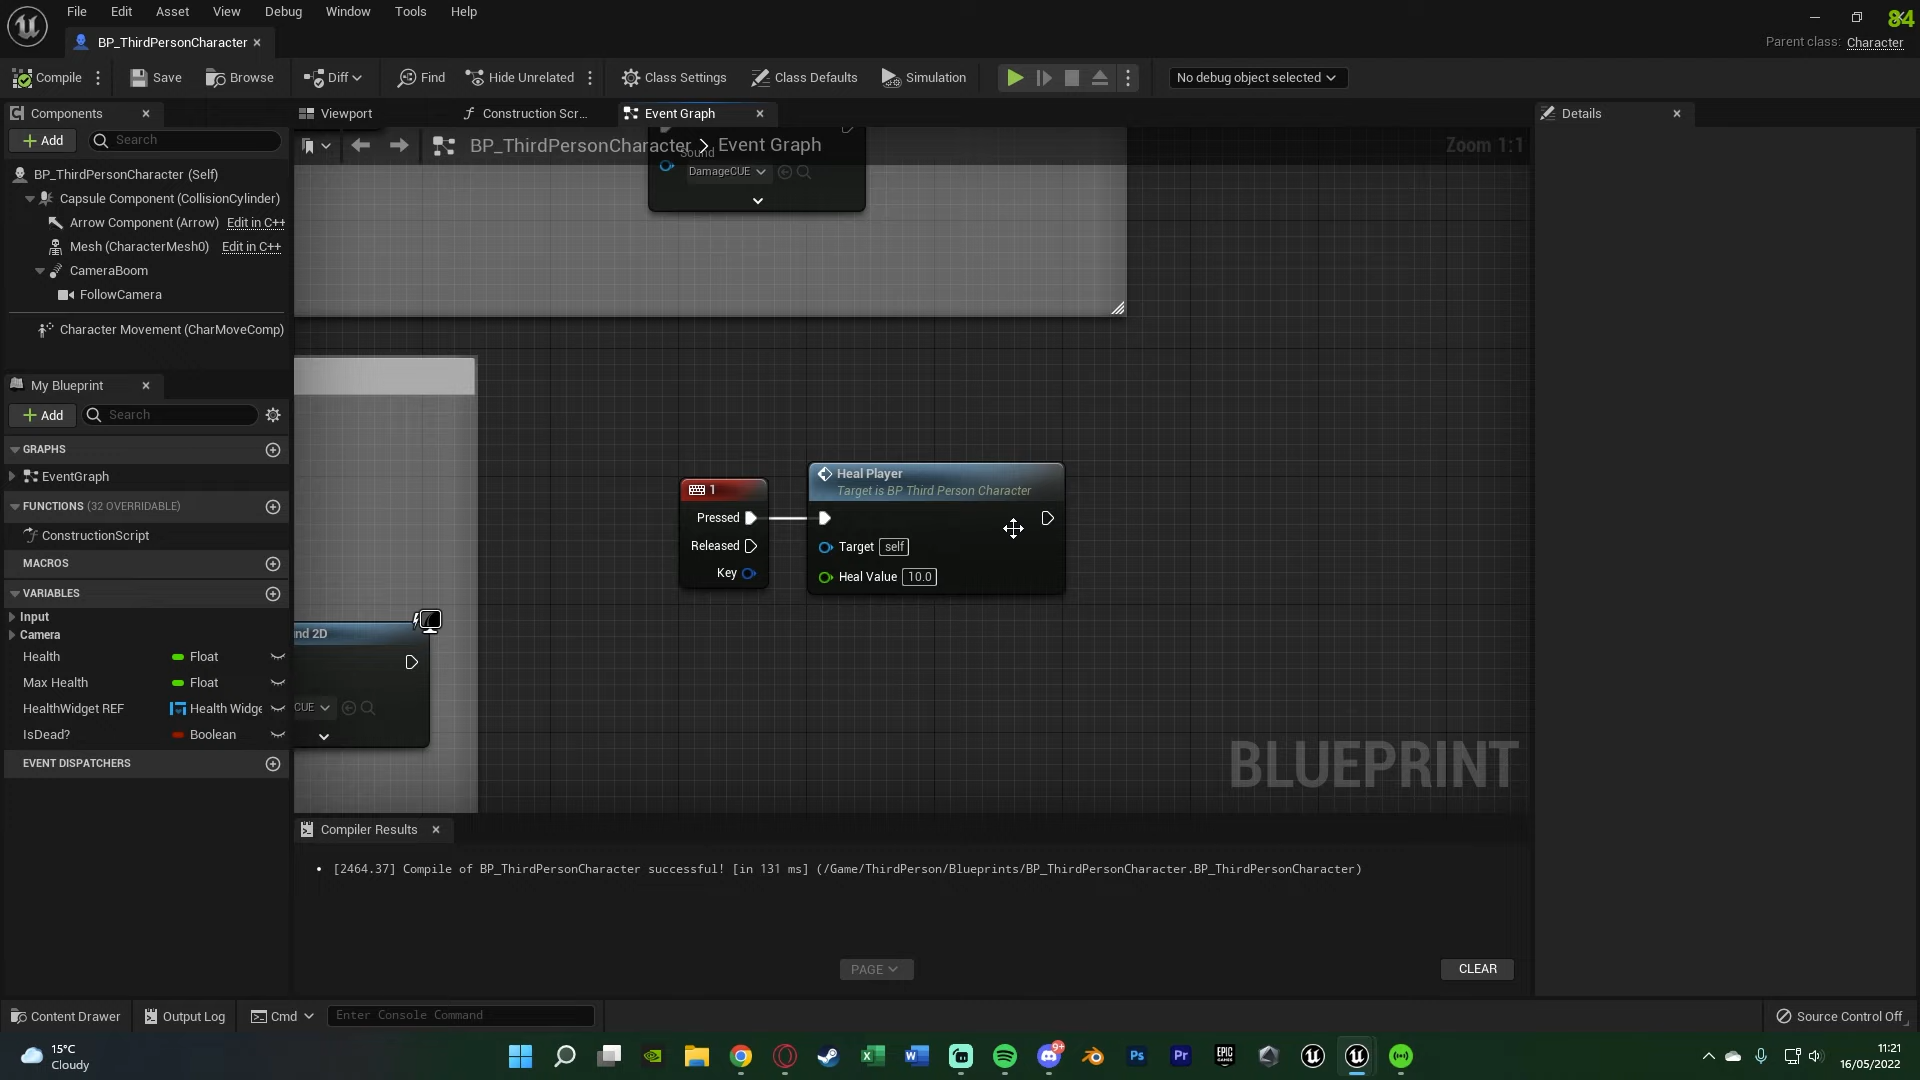 File Edit Asset View Debug Window Tools Help
84
BP_ThirdPersonCharacter
Parent class: Character
Compile Save Browse Diff Find Hide Unrelated Class Settings Class Defaults Simulation No debug object selected
Components
Add Search
BP_ThirdPersonCharacter (Self)
Capsule Component (CollisionCylinder)
Arrow Component (Arrow) Edit in C++
Mesh (CharacterMesh0) Edit in C++
CameraBoom
FollowCamera
Character Movement (CharMoveComp)
My Blueprint
Add Search
GRAPHS
EventGraph
FUNCTIONS (32 OVERRIDABLE)
ConstructionScript
MACROS
VARIABLES
Input
Camera
Health Float
Max Health Float
HealthWidget REF Health Widge
IsDead? Boolean
EVENT DISPATCHERS
Viewport Construction Scr... Event Graph
BP_ThirdPersonCharacter > Event Graph
Zoom 1:1
Sound
DamageCUE
1
Pressed
Released
Key
Heal Player
Target is BP Third Person Character
Target self
Heal Value 10.0
nd 2D
CUE
BLUEPRINT
Details
Compiler Results
• [2464.37] Compile of BP_ThirdPersonCharacter successful! [in 131 ms] (/Game/ThirdPerson/Blueprints/BP_ThirdPersonCharacter.BP_ThirdPersonCharacter)
PAGE
CLEAR
Content Drawer Output Log Cmd Enter Console Command Source Control Off
15°C
Cloudy
9+
Ps
Pr
EPIC GAMES
11:21
16/05/2022